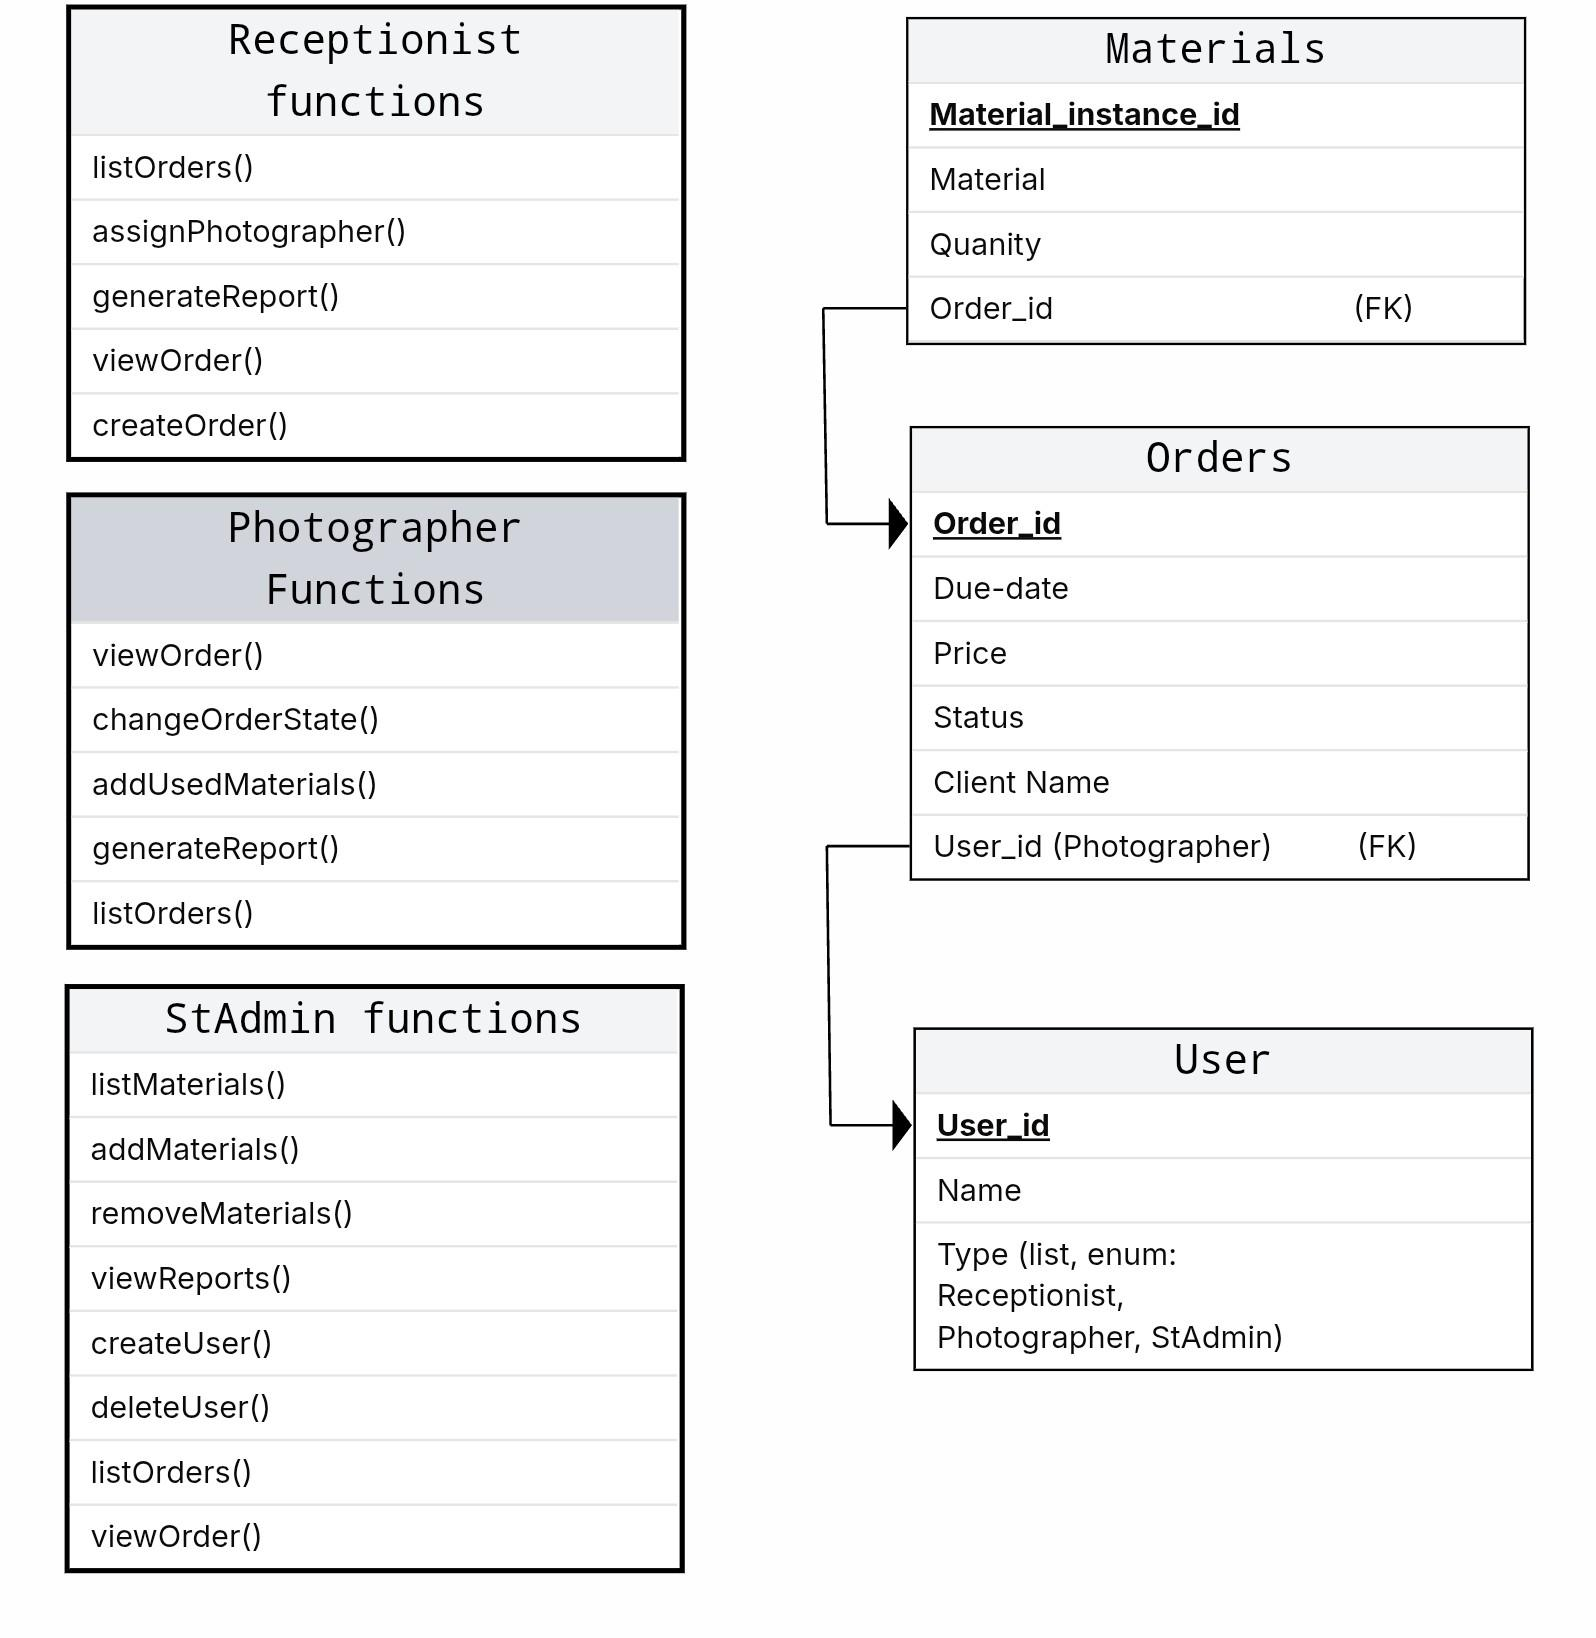 Receptionist
functions
listOrders()
assignPhotographer()
generateReport()
viewOrder()
createOrder()
Photographer
Functions
viewOrder()
changeOrderState()
addUsedMaterials()
generateReport()
listOrders()
StAdmin functions
listMaterials()
addMaterials()
removeMaterials()
viewReports()
createUser()
deleteUser()
listOrders()
viewOrder()
Materials
Material_instance_id
Material
Quanity
Order_id (FK)
Orders
Order_id
Due-date
Price
Status
Client Name
User_id (Photographer) (FK)
User
User_id
Name
Type (list, enum:
Receptionist,
Photographer, StAdmin)